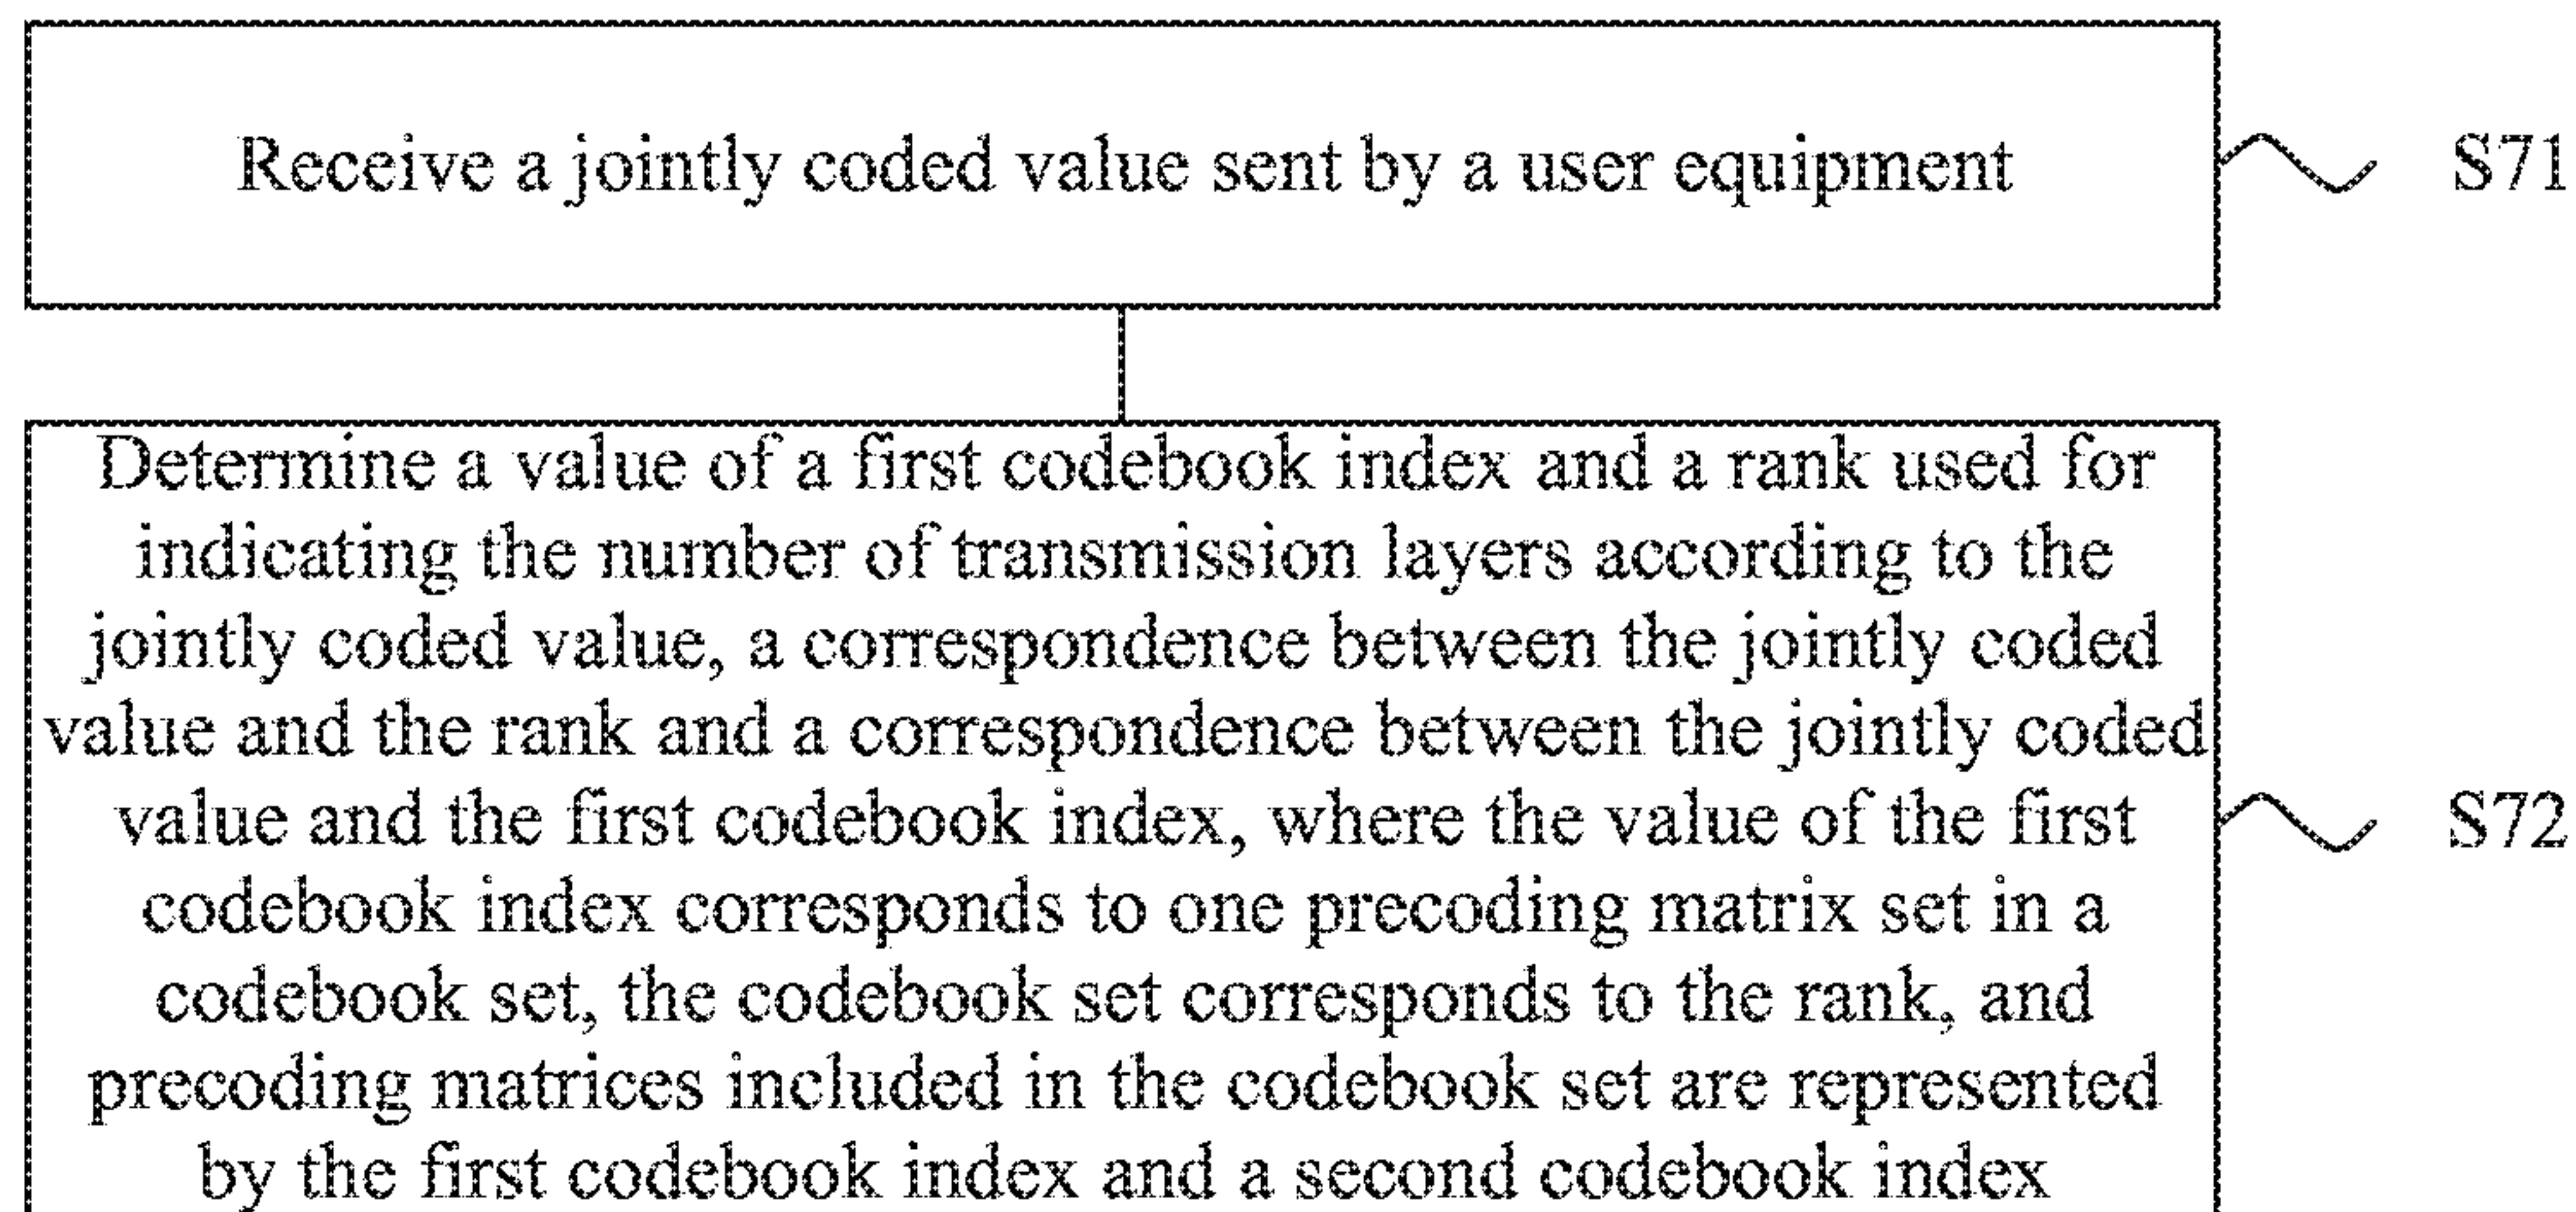 Receive a jointly coded value sent by a user equipment
S71
Determine a value of a first codebook index and a rank used for
indicating the number of transmission layers according to the
jointly coded value, a correspondence between the jointly coded
value and the rank and a correspondence between the jointly coded
value and the first codebook index, where the value of the first
codebook index corresponds to one precoding matrix set in a
codebook set, the codebook set corresponds to the rank, and
precoding matrices included in the codebook set are represented
by the first codebook index and a second codebook index
S72